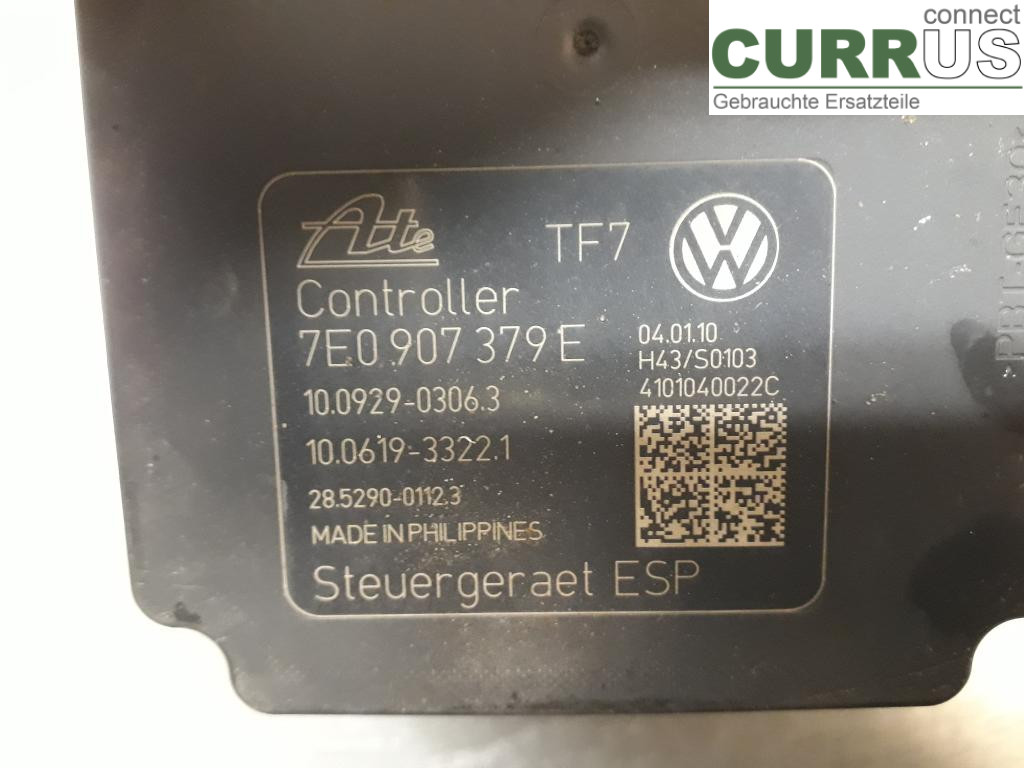 connect
CURRUS
Gebrauchte Ersatzteile
Ate
TF7
Controller
7E0 907 379 E
04.01.10
H43/S0103
4101040022C
10.0929-0306.3
10.0619-3322.1
28.5290-0112.3
MADE IN PHILIPPINES
Steuergeraet ESP